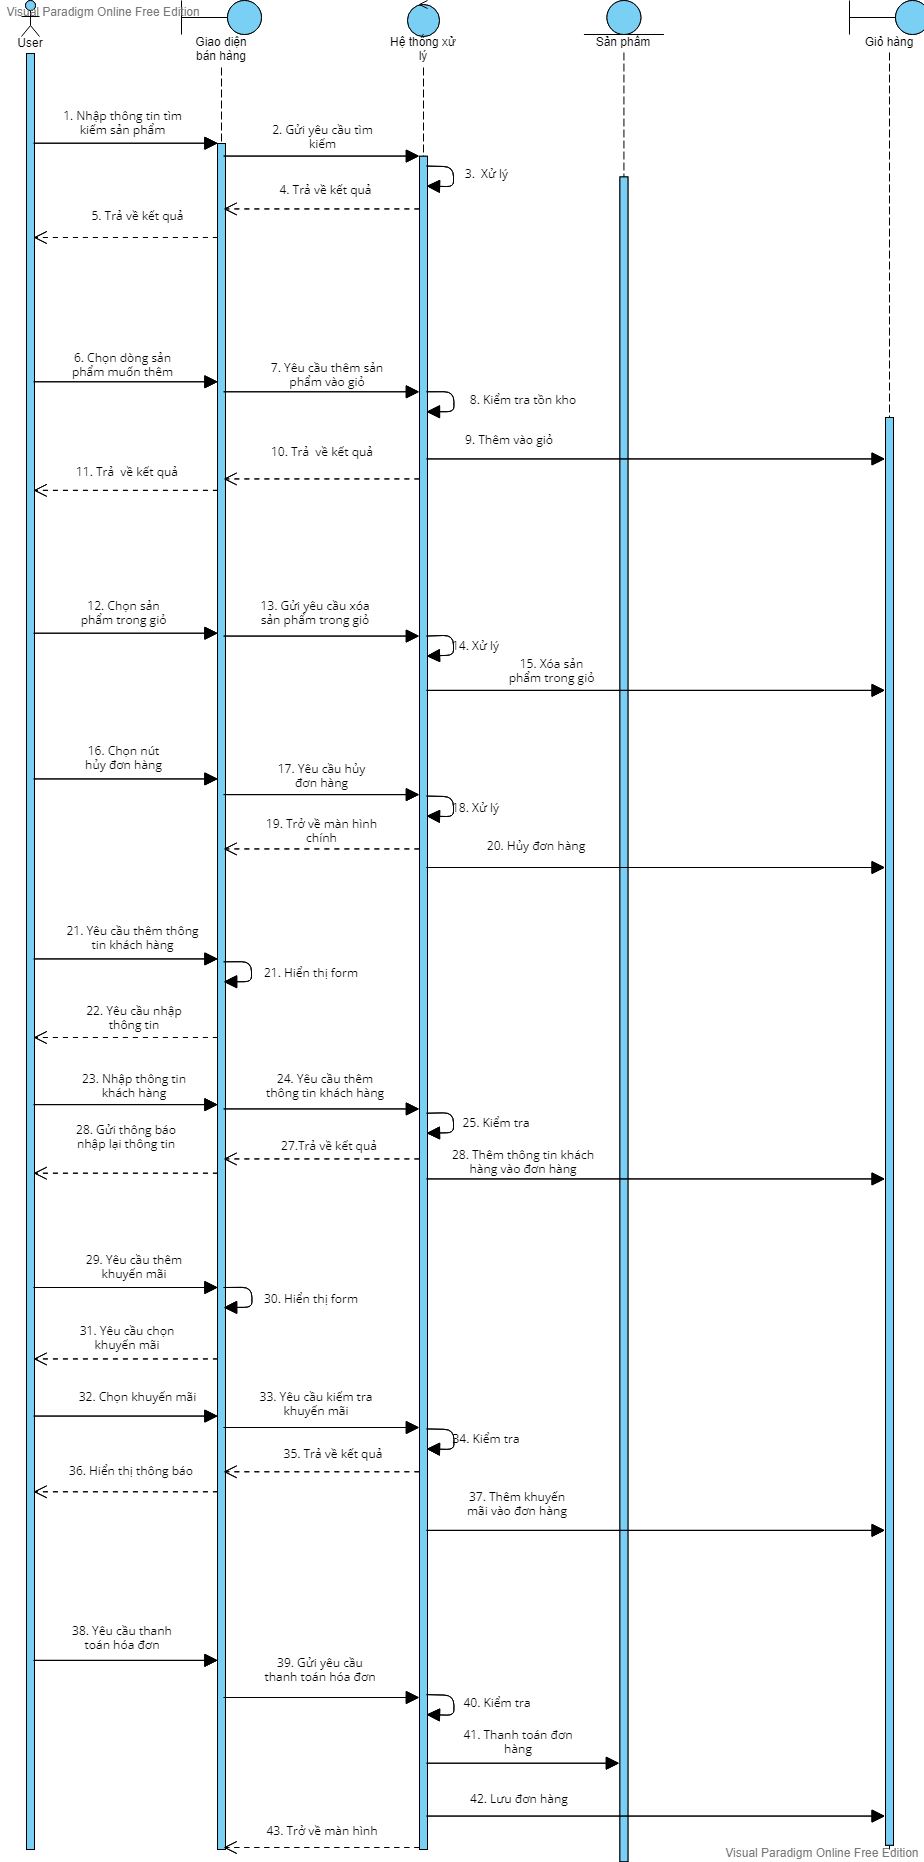 Visual Paradigm Online Free Edition
User
Giao diện
bán hàng
Hệ thống xử
lý
Sản phẩm
Giỏ hàng
1. Nhập thông tin tìm
kiếm sản phẩm
2. Gửi yêu cầu tìm
kiếm
3. Xử lý
4. Trả về kết quả
5. Trả về kết quả
6. Chọn dòng sản
phẩm muốn thêm
7. Yêu cầu thêm sản
phẩm vào giỏ
8. Kiểm tra tồn kho
9. Thêm vào giỏ
10. Trả  về kết quả
11. Trả  về kết quả
12. Chọn sản
phẩm trong giỏ
13. Gửi yêu cầu xóa
sản phẩm trong giỏ
14. Xử lý
15. Xóa sản
phẩm trong giỏ
16. Chọn nút
hủy đơn hàng
17. Yêu cầu hủy
đơn hàng
18. Xử lý
19. Trở về màn hình
chính
20. Hủy đơn hàng
21. Yêu cầu thêm thông
tin khách hàng
21. Hiển thị form
22. Yêu cầu nhập
thông tin
23. Nhập thông tin
khách hàng
24. Yêu cầu thêm
thông tin khách hàng
25. Kiểm tra
28. Gửi thông báo
nhập lại thông tin
27.Trả về kết quả
28. Thêm thông tin khách
hàng vào đơn hàng
29. Yêu cầu thêm
khuyến mãi
30. Hiển thị form
31. Yêu cầu chọn
khuyến mãi
32. Chọn khuyến mãi
33. Yêu cầu kiểm tra
khuyến mãi
34. Kiểm tra
35. Trả về kết quả
36. Hiển thị thông báo
37. Thêm khuyến
mãi vào đơn hàng
38. Yêu cầu thanh
toán hóa đơn
39. Gửi yêu cầu
thanh toán hóa đơn
40. Kiểm tra
41. Thanh toán đơn
hàng
42. Lưu đơn hàng
43. Trở về màn hình
Visual Paradigm Online Free Edition